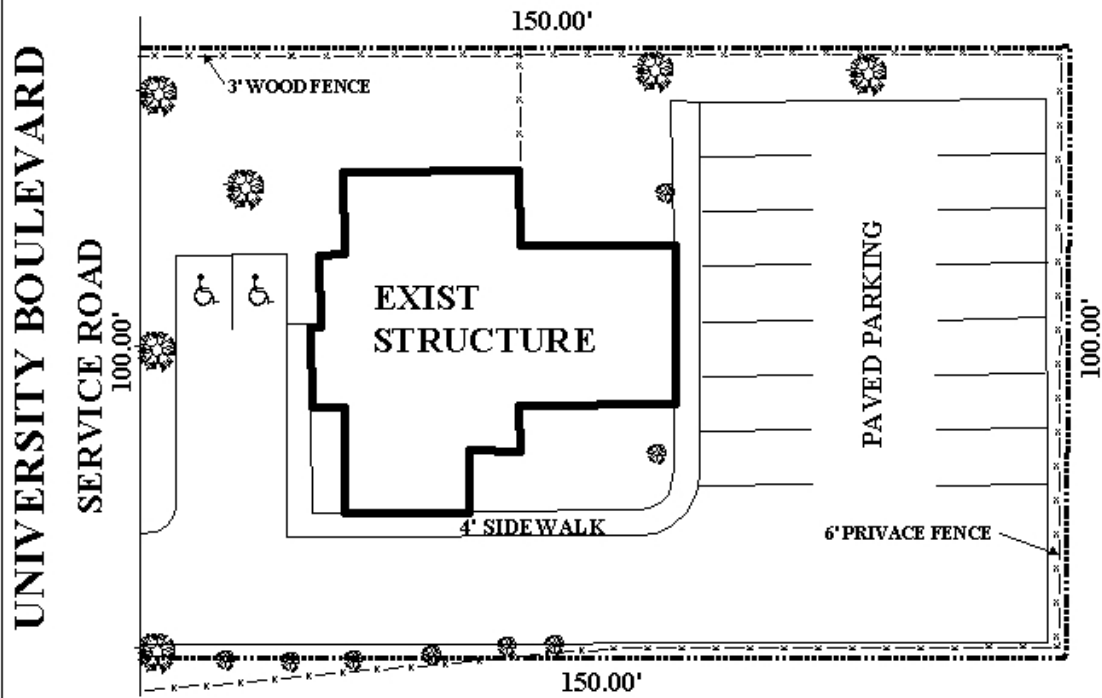 150.00'
3' WOOD FENCE
UNIVERSITY BOULEVARD
SERVICE ROAD
100.00'
EXIST
STRUCTURE
PAVED PARKING
100.00'
4' SIDEWALK
6' PRIVACE FENCE
150.00'